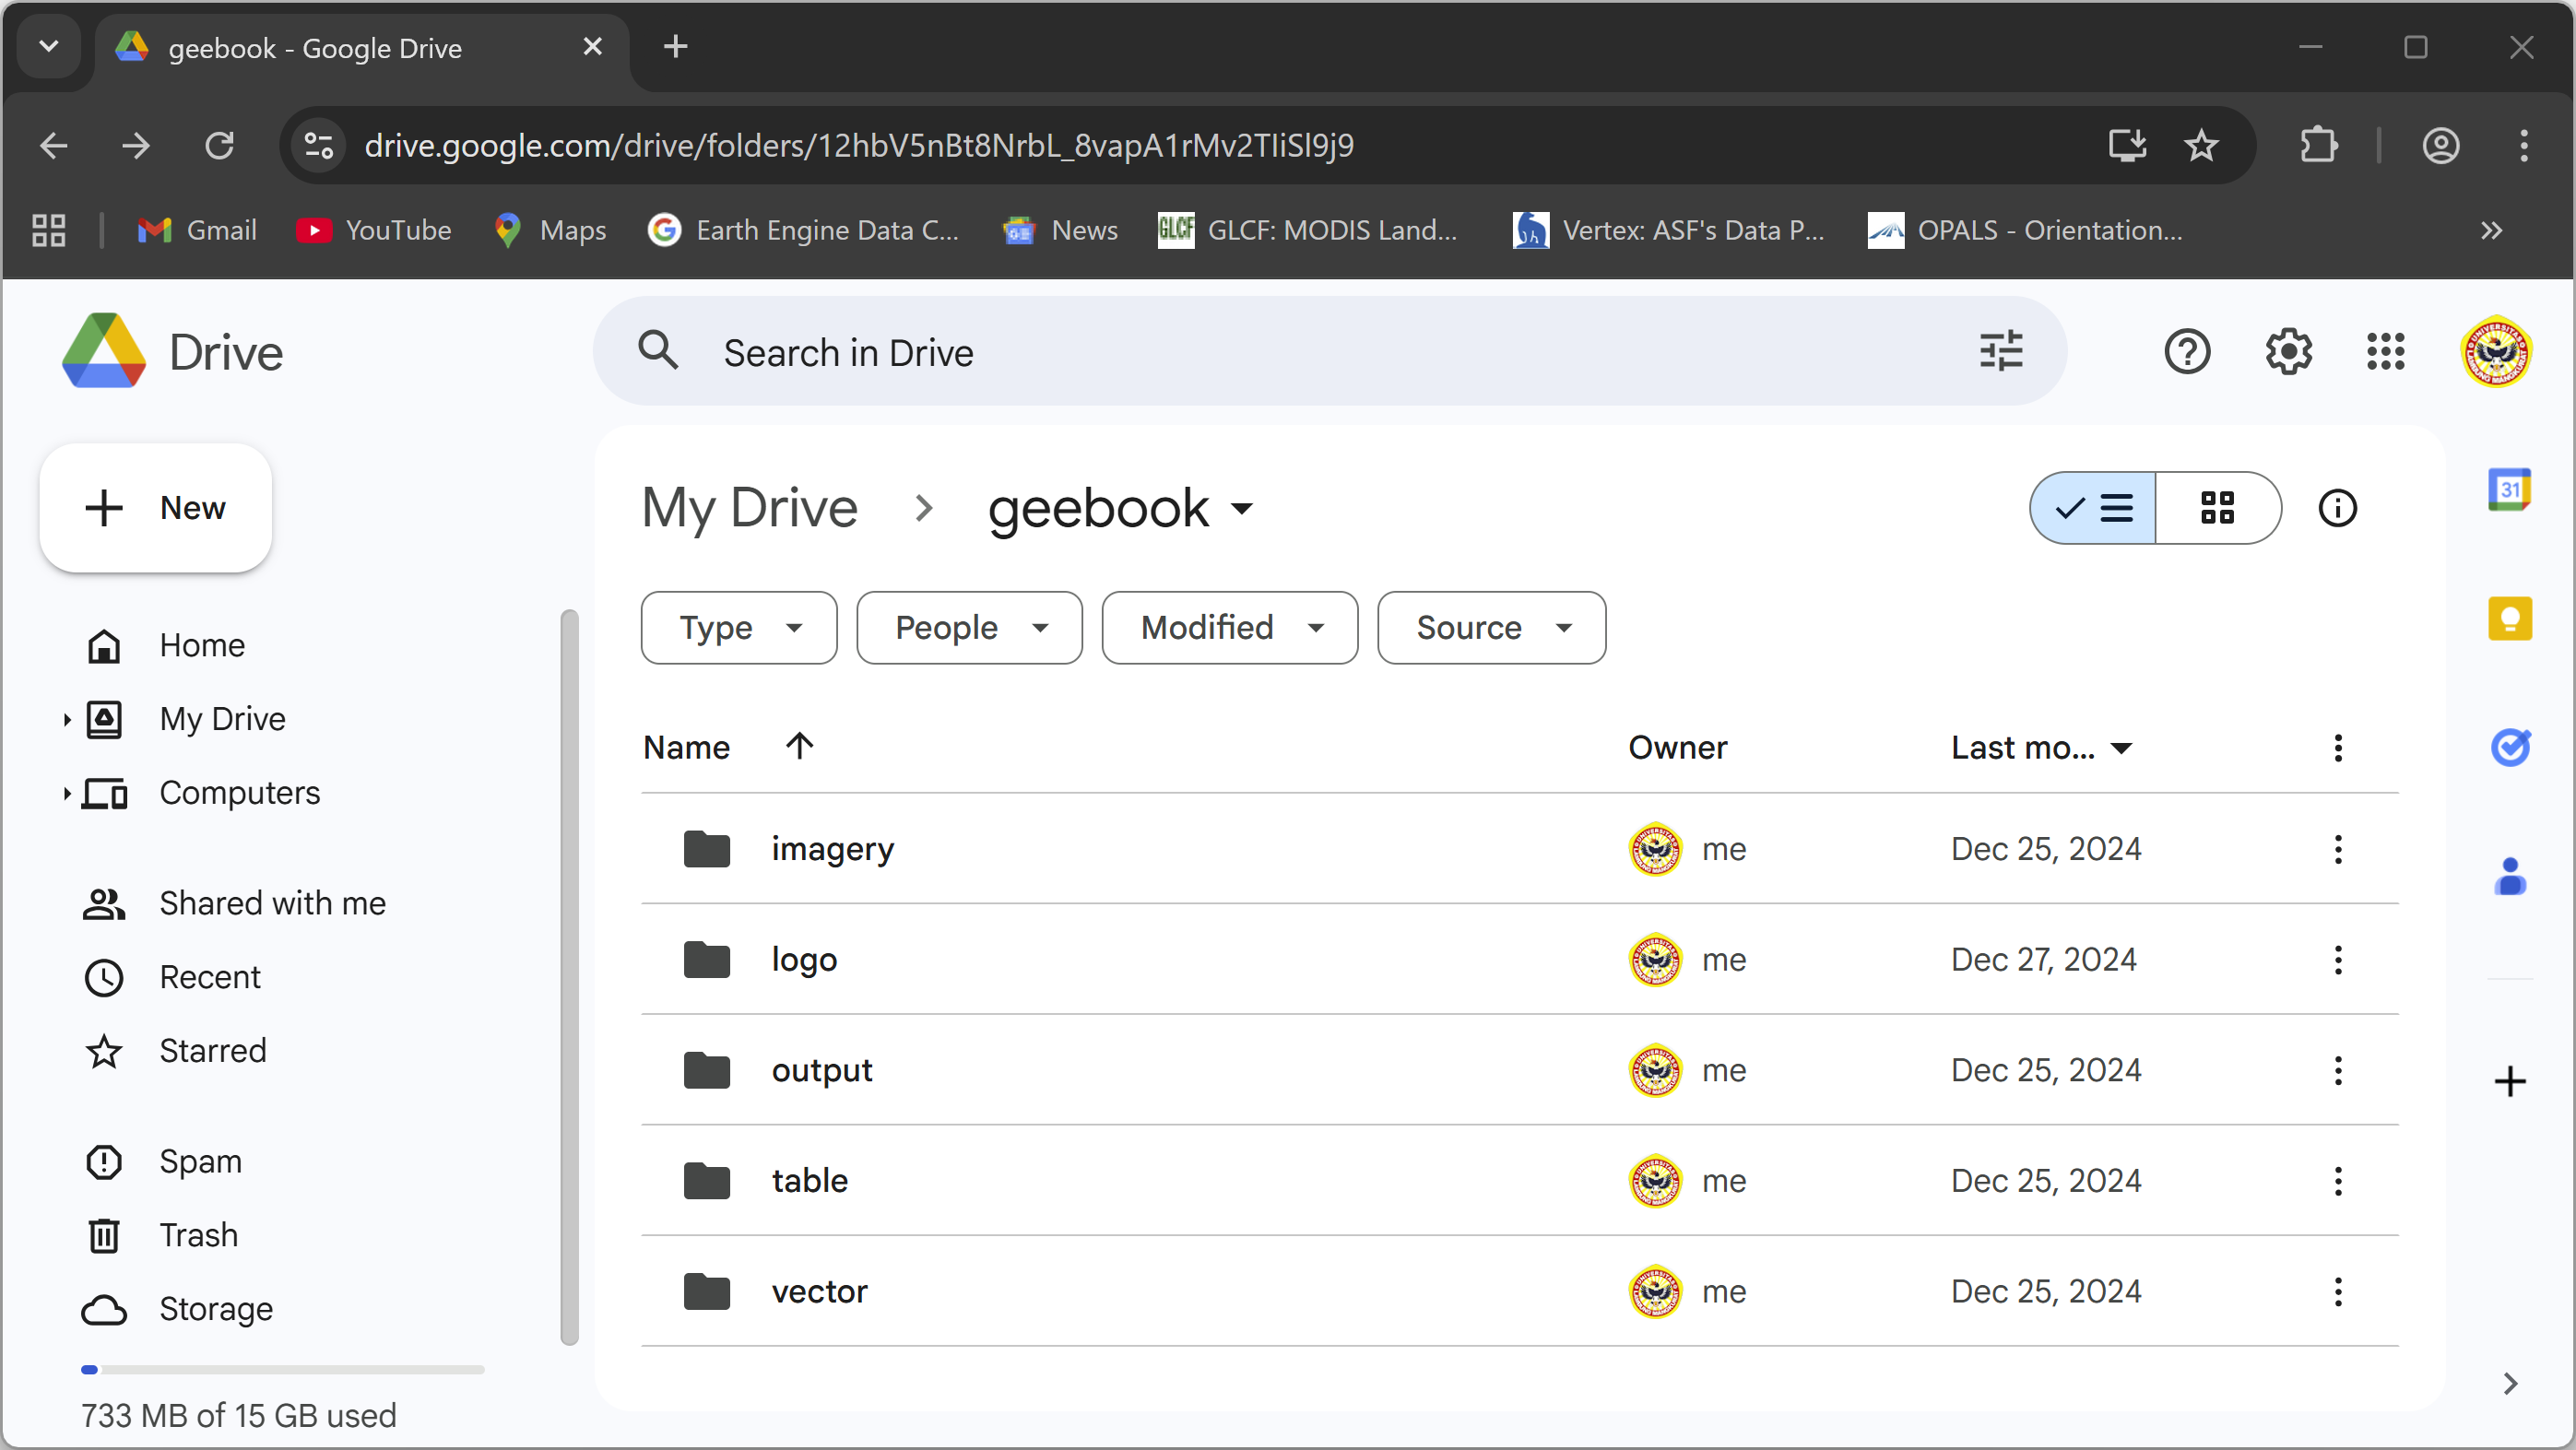 geebook - Google Drive
drive.google.com/drive/folders/12hbV5nBt8NrbL_8vapA1rMv2TIiSl9j9
Gmail YouTube Maps Earth Engine Data C... News GLCF GLCF: MODIS Land... Vertex: ASF's Data P... OPALS - Orientation...
Drive
Search in Drive
New
My Drive geebook
31
Type People Modified Source
Home
My Drive
Computers
Shared with me
Recent
Starred
Spam
Trash
Storage
733 MB of 15 GB used
Name Owner Last mo...
imagery me Dec 25, 2024
logo me Dec 27, 2024
output me Dec 25, 2024
table me Dec 25, 2024
vector me Dec 25, 2024